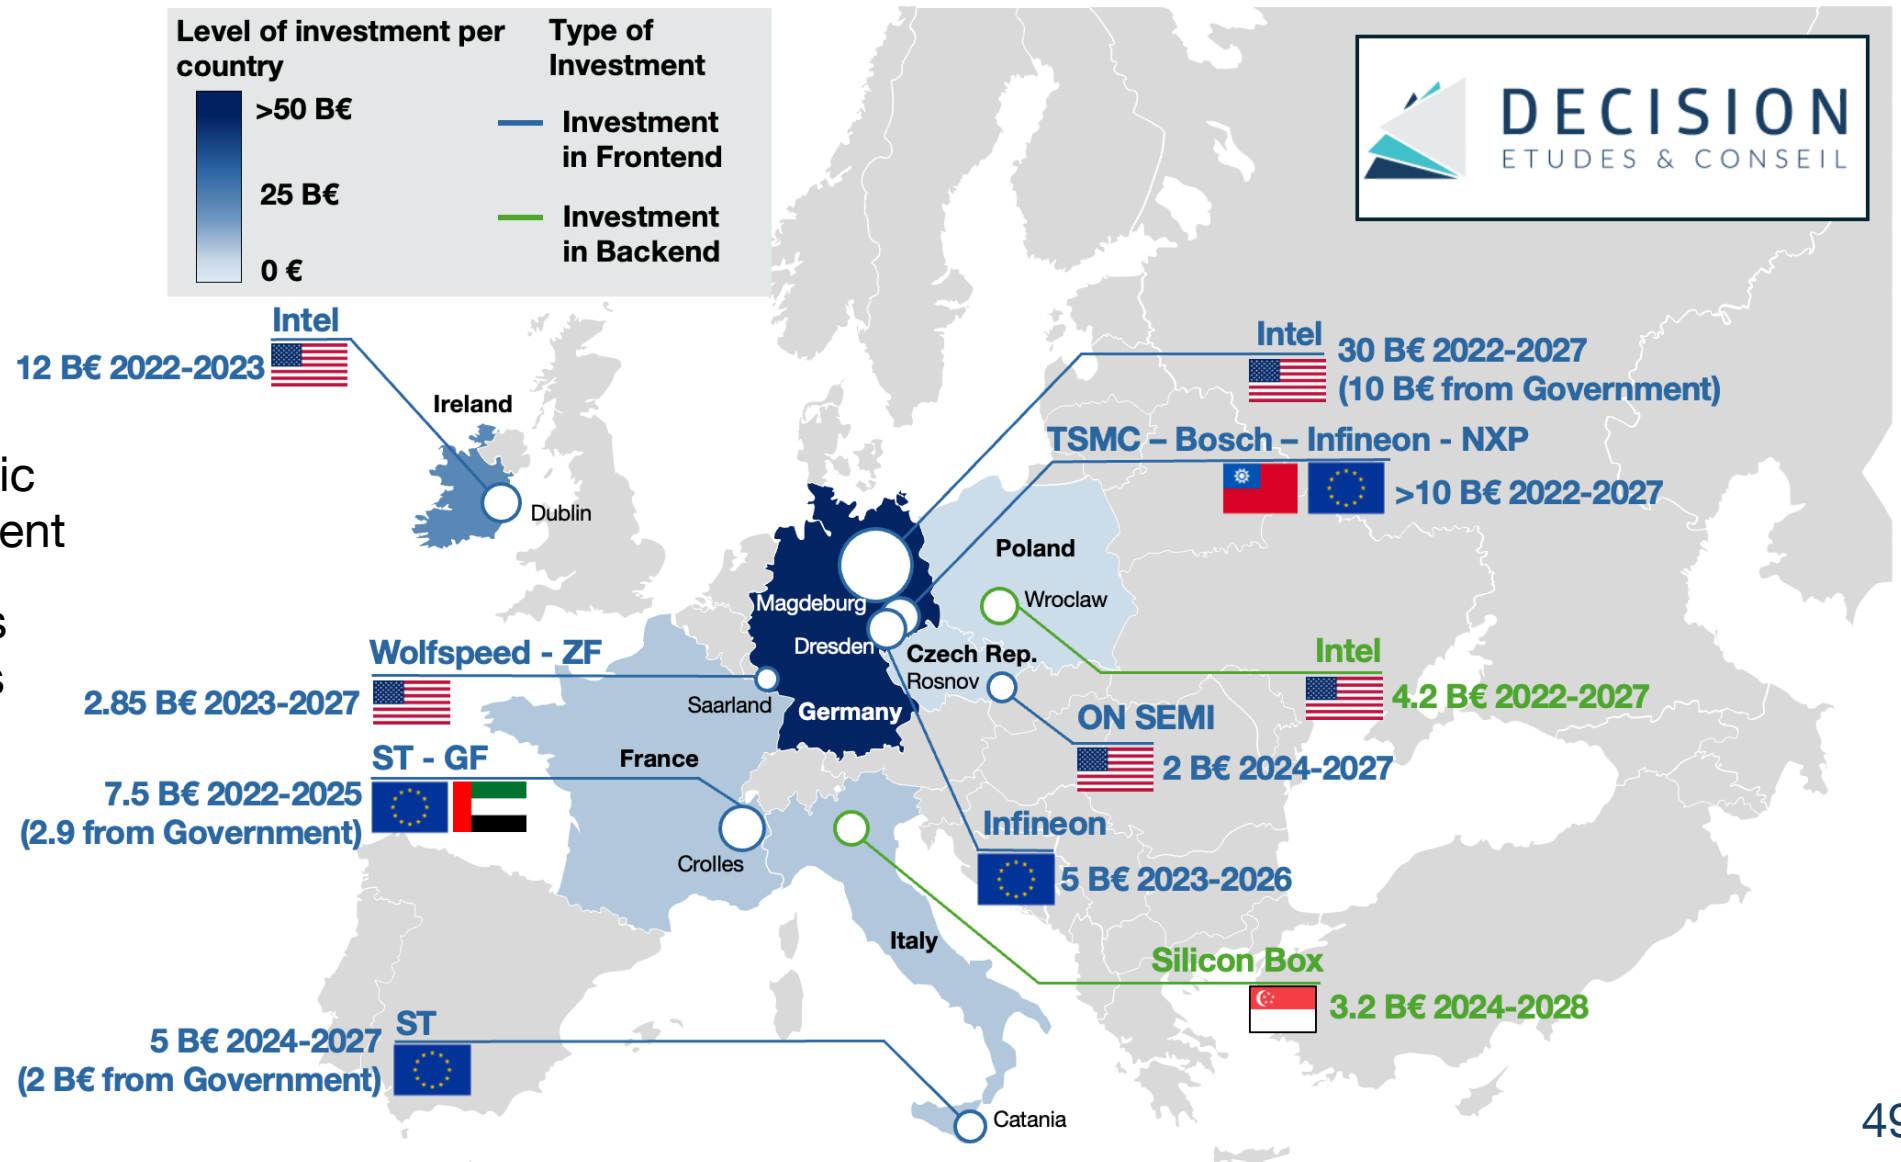 Level of investment per
country
>50 B€
25 B€
0 €
Type of
Investment
Investment
in Frontend
Investment
in Backend
DECISION
ETUDES & CONSEIL
Intel
12 B€ 2022-2023
Ireland
Dublin
Intel
30 B€ 2022-2027
(10 B€ from Government)
TSMC – Bosch – Infineon - NXP
>10 B€ 2022-2027
ic
ent
s
s
Poland
Wroclaw
Magdeburg
Dresden
Czech Rep.
Rosnov
Wolfspeed - ZF
2.85 B€ 2023-2027
Saarland
Germany
Intel
4.2 B€ 2022-2027
ON SEMI
2 B€ 2024-2027
ST - GF
7.5 B€ 2022-2025
(2.9 from Government)
France
Crolles
Infineon
5 B€ 2023-2026
Italy
Silicon Box
3.2 B€ 2024-2028
ST
5 B€ 2024-2027
(2 B€ from Government)
Catania
49